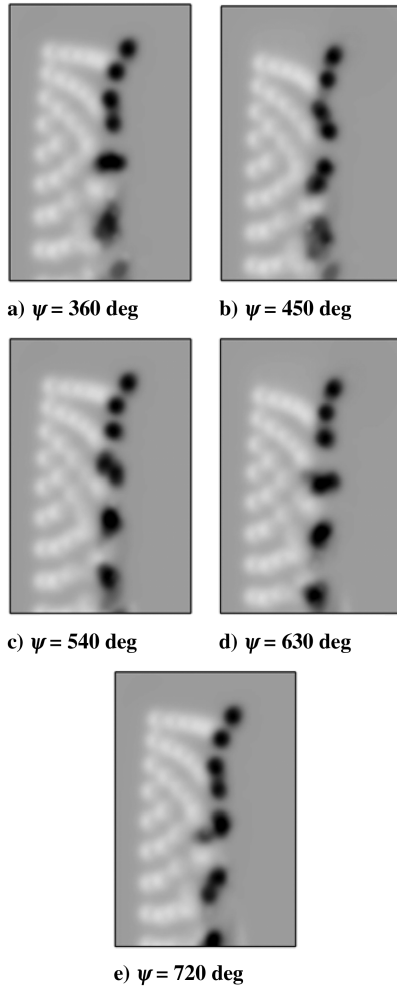 a) ψ = 360 deg
b) ψ = 450 deg
c) ψ = 540 deg
d) ψ = 630 deg
e) ψ = 720 deg